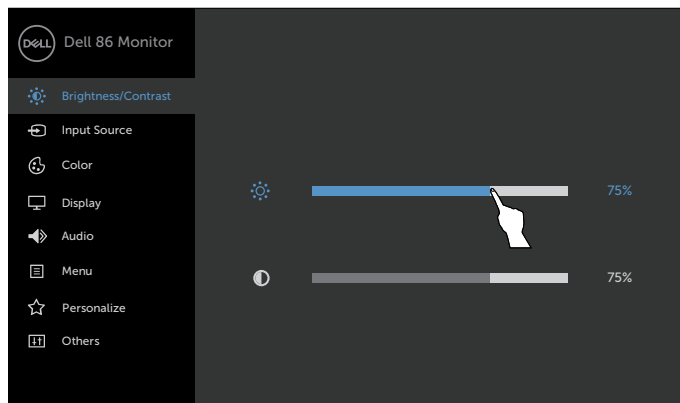 DELL
Dell 86 Monitor
Brightness/Contrast
Input Source
Color
Display
Audio
Menu
Personalize
Others
75%
75%